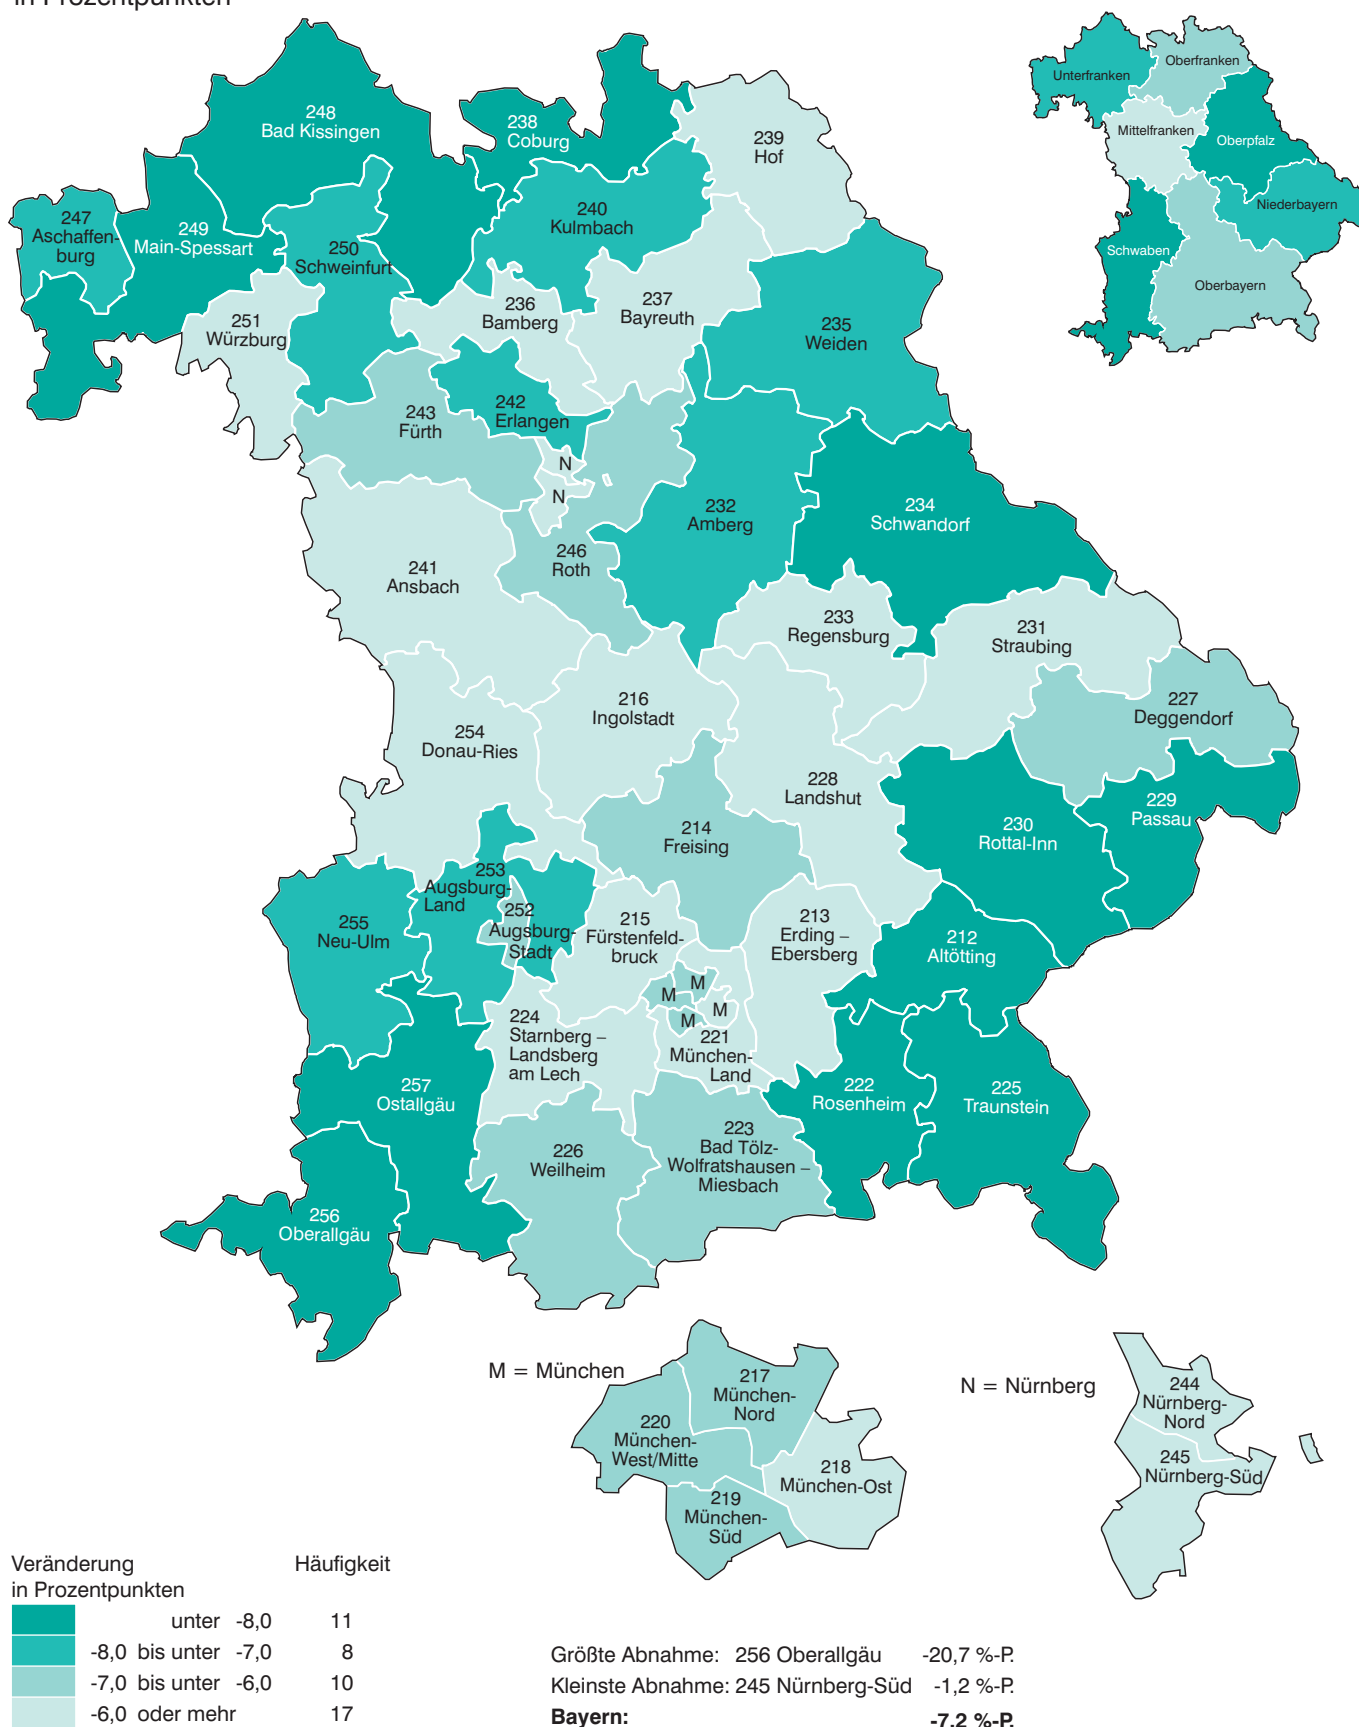 in Prozentpunkten
Unterfranken
Oberfranken
Mittelfranken
Oberpfalz
Niederbayern
Schwaben
Oberbayern
248
Bad Kissingen
238
Coburg
239
Hof
247
Aschaffen-
burg
249
Main-Spessart
250
Schweinfurt
240
Kulmbach
251
Würzburg
236
Bamberg
237
Bayreuth
235
Weiden
243
Fürth
242
Erlangen
N
N
232
Amberg
234
Schwandorf
241
Ansbach
246
Roth
233
Regensburg
231
Straubing
216
Ingolstadt
227
Deggendorf
254
Donau-Ries
228
Landshut
229
Passau
214
Freising
230
Rottal-Inn
253
Augsburg-
Land
252
Augsburg-
Stadt
255
Neu-Ulm
215
Fürstenfeld-
bruck
213
Erding –
Ebersberg
212
Altötting
M
M
M
M
224
Starnberg –
Landsberg
am Lech
221
München-
Land
257
Ostallgäu
222
Rosenheim
225
Traunstein
226
Weilheim
223
Bad Tölz-
Wolfratshausen –
Miesbach
256
Oberallgäu
M = München
217
München-
Nord
220
München-
West/Mitte
218
München-Ost
219
München-
Süd
N = Nürnberg
244
Nürnberg-
Nord
245
Nürnberg-Süd
Veränderung Häufigkeit
in Prozentpunkten
unter -8,0 11
-8,0 bis unter -7,0 8
-7,0 bis unter -6,0 10
-6,0 oder mehr 17
Größte Abnahme: 256 Oberallgäu -20,7 %-P.
Kleinste Abnahme: 245 Nürnberg-Süd -1,2 %-P.
Bayern: -7,2 %-P.